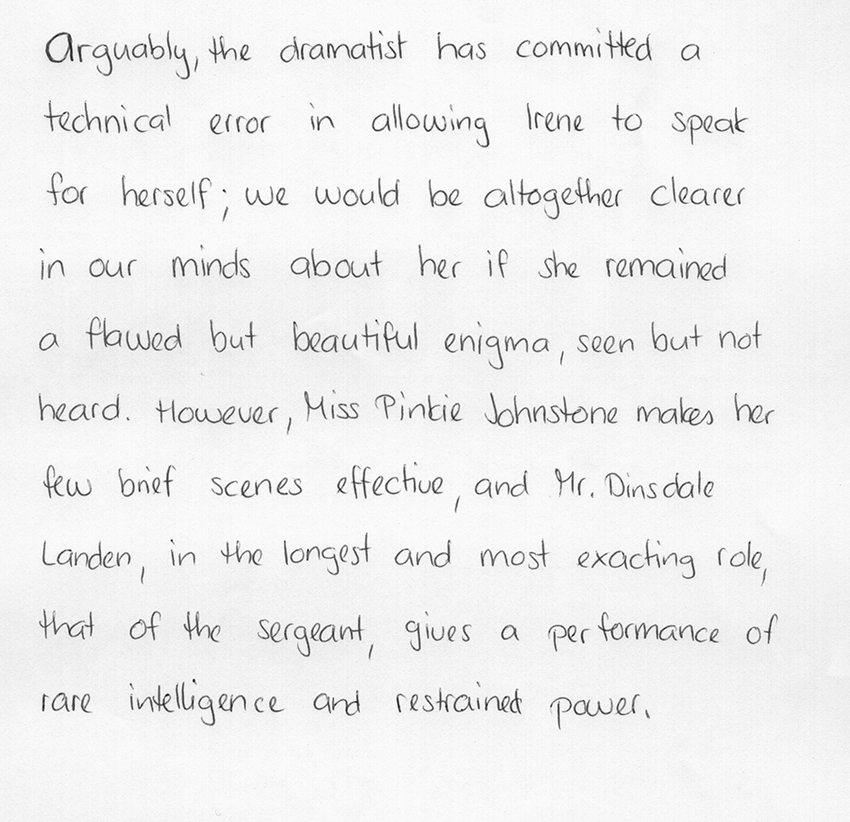 Arguably, the dramatist has committed a
technical error in allowing Irene to speak
for herself; we would be altogether clearer
in our minds about her if she remained
a flawed but beautiful enigma, seen but not
heard. However, Miss Pinkie Johnstone makes her
few brief scenes effective, and Mr. Dinsdale
Landen, in the longest and most exacting role,
that of the sergeant, gives a performance of
rare intelligence and restrained power.